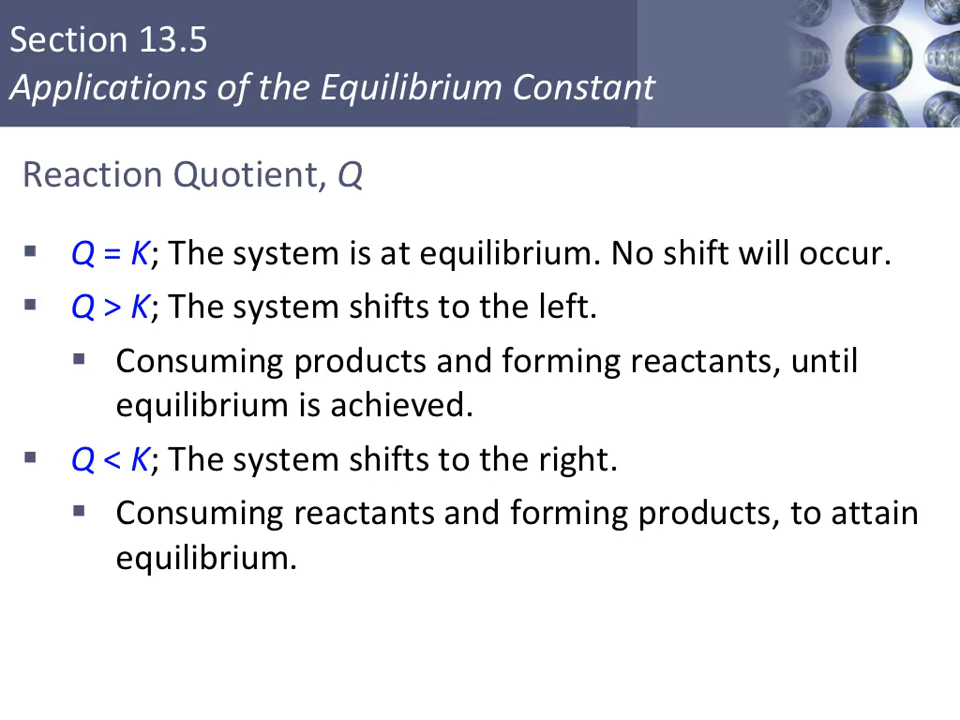 Section 13.5
Applications of the Equilibrium Constant
Reaction Quotient, Q
▪ Q = K; The system is at equilibrium. No shift will occur.
▪ Q > K; The system shifts to the left.
▪ Consuming products and forming reactants, until
equilibrium is achieved.
▪ Q < K; The system shifts to the right.
▪ Consuming reactants and forming products, to attain
equilibrium.